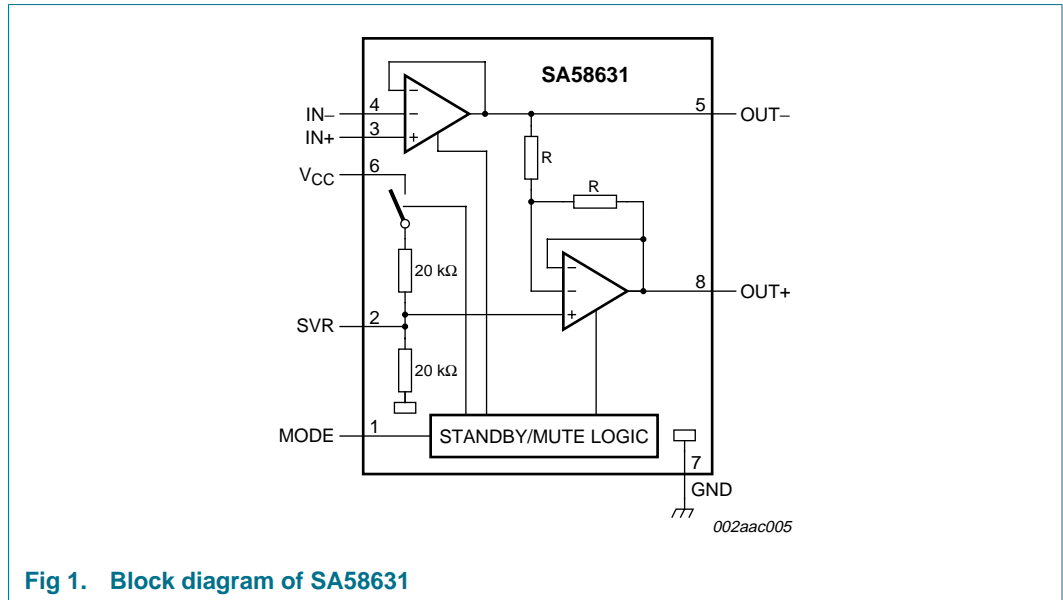 SA58631
IN−
4
−
−
5
OUT−
IN+
3
+
VCC
6
R
R
20 kΩ
−
−
8
OUT+
+
SVR
2
20 kΩ
MODE
1
STANDBY/MUTE LOGIC
7
GND
002aac005
Fig 1. Block diagram of SA58631